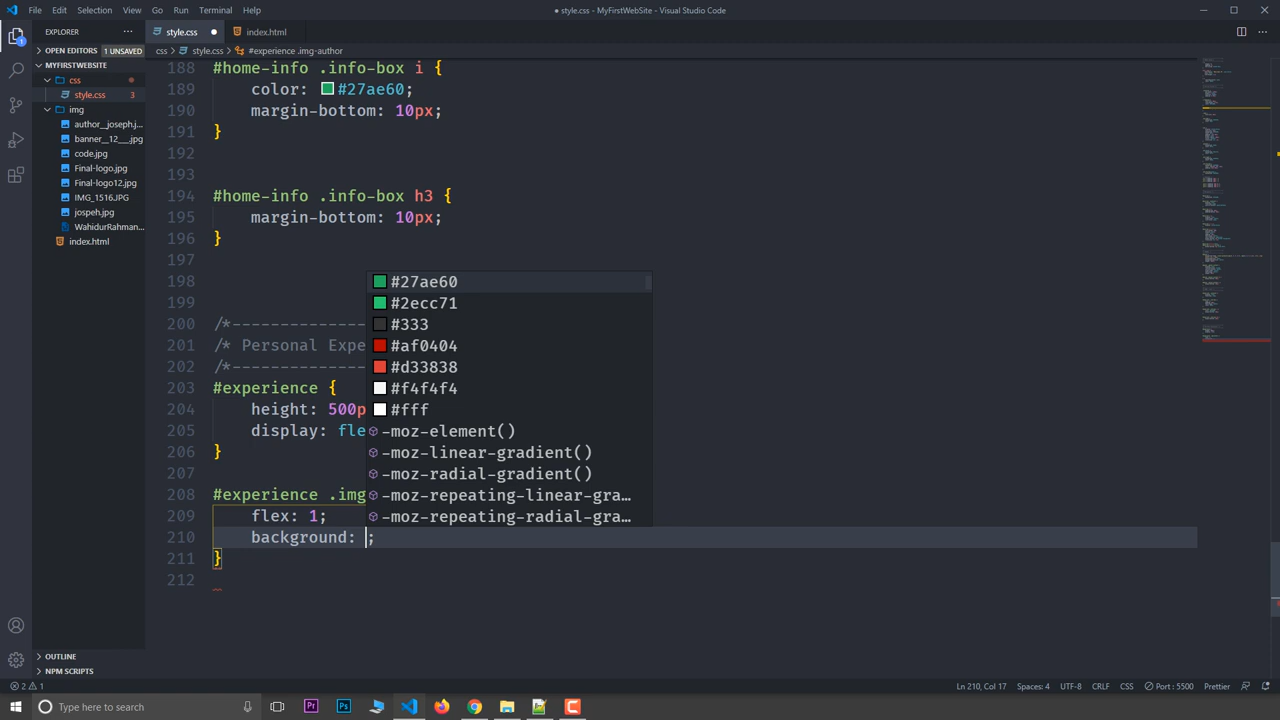 File Edit Selection View Go Run Terminal Help
● style.css - MyFirstWebSite - Visual Studio Code
EXPLORER
style.css
index.html
OPEN EDITORS 1 UNSAVED
css > style.css > #experience .img-author
MYFIRSTWEBSITE
css
style.css 3
img
author__joseph.j...
banner__12___.jpg
code.jpg
Final-logo.jpg
Final-logo12.jpg
IMG_1516.JPG
jospeh.jpg
WahidurRahman...
index.html
OUTLINE
NPM SCRIPTS
1
188 #home-info .info-box i {
189 color: #27ae60;
190 margin-bottom: 10px;
191 }
192
193
194 #home-info .info-box h3 {
195 margin-bottom: 10px;
196 }
197
198
199
200 /*--------------
201 /* Personal Expe
202 /*--------------
203 #experience {
204 height: 500p
205 display: fle
206 }
207
208 #experience .img
209 flex: 1;
210 background: ;
211 }
212
#27ae60
#2ecc71
#333
#af0404
#d33838
#f4f4f4
#fff
-moz-element()
-moz-linear-gradient()
-moz-radial-gradient()
-moz-repeating-linear-gra...
-moz-repeating-radial-gra...
2 1
Ln 210, Col 17 Spaces: 4 UTF-8 CRLF CSS Port : 5500 Prettier
Type here to search
Pr
Ps